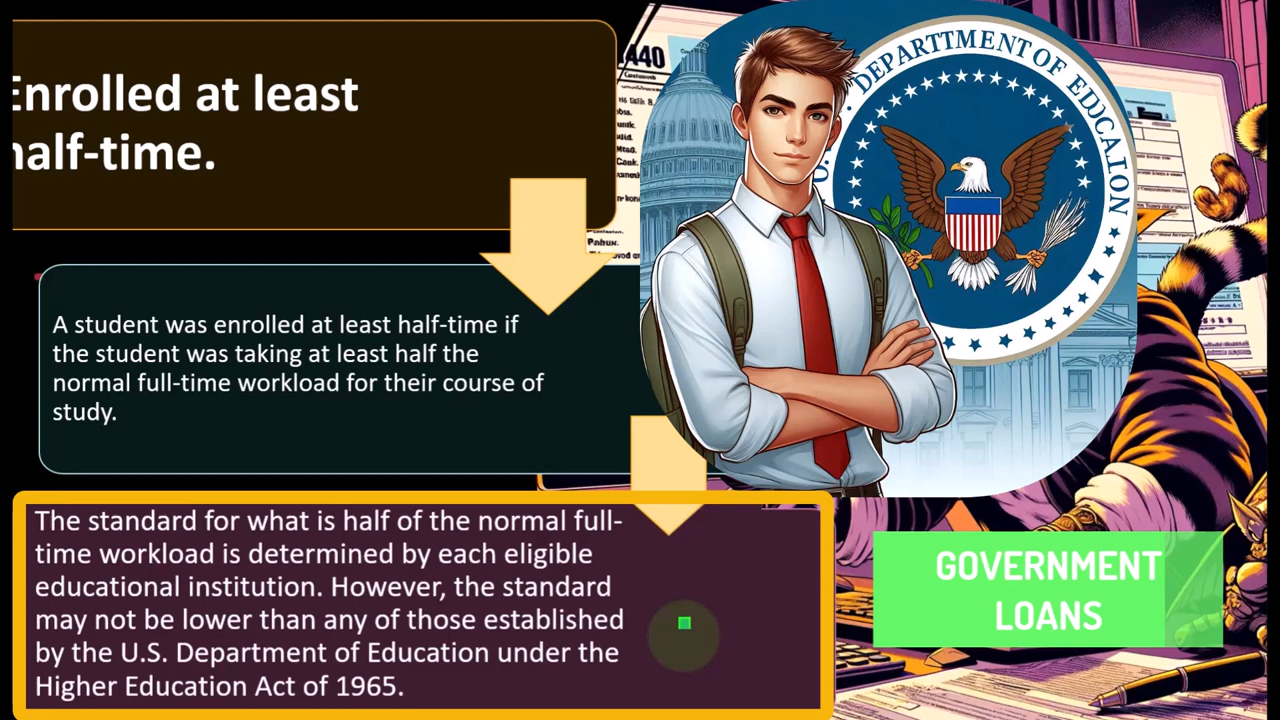 Enrolled at least
half-time.
A student was enrolled at least half-time if
the student was taking at least half the
normal full-time workload for their course of
study.
The standard for what is half of the normal full-
time workload is determined by each eligible
educational institution. However, the standard
may not be lower than any of those established
by the U.S. Department of Education under the
Higher Education Act of 1965.
440
DEPARTTMENT OF EDCAION
GOVERNMENT
LOANS